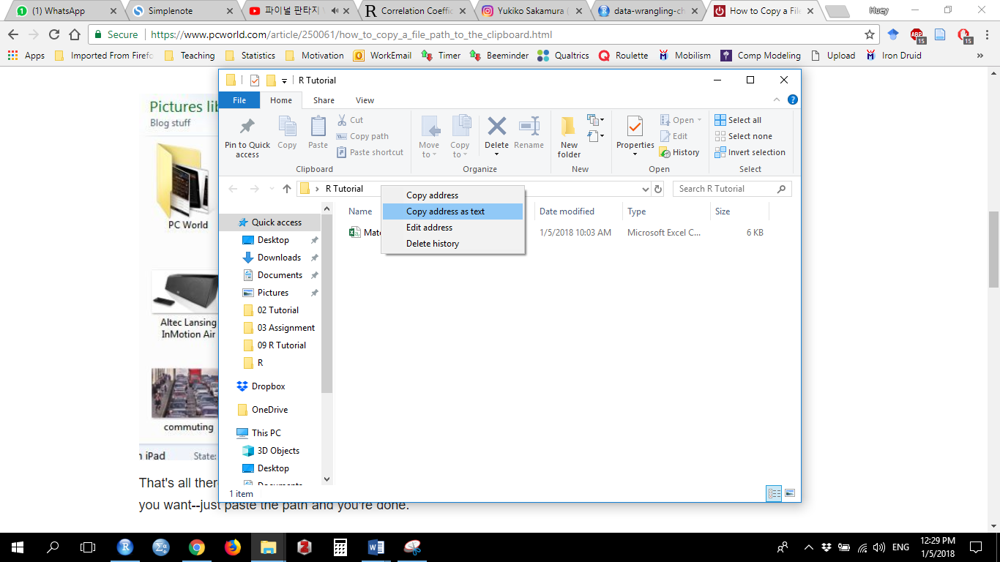 (1) WhatsApp
Simplenote
파이널 판타지
Correlation Coeffic
Yukiko Sakamura (
data-wrangling-ch
How to Copy a File
Huey
Secure
https://www.pcworld.com/article/250061/how_to_copy_a_file_path_to_the_clipboard.html
15
15
Apps
Imported From Firefo
Teaching
Statistics
Motivation
WorkEmail
Timer
Beeminder
Qualtrics
Roulette
Mobilism
Comp Modeling
Upload
Iron Druid
»
Pictures lib
Blog stuff
PC World
Altec Lansing
InMotion Air
commuting
n iPad
State:
That's all ther
you want--just paste the path and you're done.
R Tutorial
File
Home
Share
View
Pin to Quick
access
Copy
Paste
Cut
Copy path
Paste shortcut
Clipboard
Move
to
Copy
to
Delete
Rename
Organize
New
folder
New
Properties
Open
Edit
History
Open
Select all
Select none
Invert selection
Select
R Tutorial
Search R Tutorial
Copy address
Copy address as text
Edit address
Delete history
Name
Date modified
Type
Size
Mate
1/5/2018 10:03 AM
Microsoft Excel C...
6 KB
Quick access
Desktop
Downloads
Documents
Pictures
02 Tutorial
03 Assignment
09 R Tutorial
R
Dropbox
OneDrive
This PC
3D Objects
Desktop
Documents
1 item
ENG
12:29 PM
1/5/2018